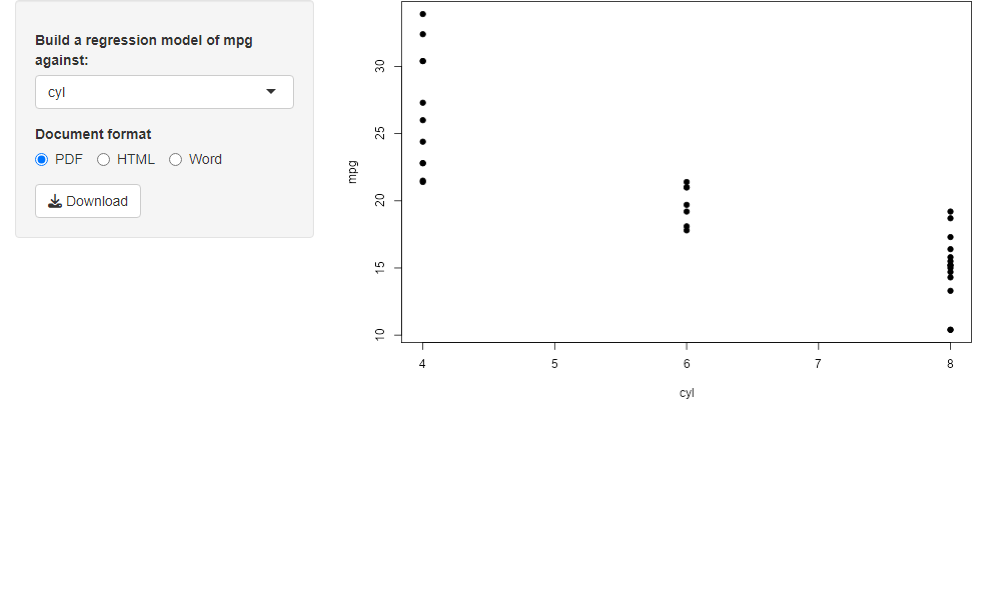 Build a regression model of mpg
against:
cyl
Document format
PDF HTML Word
Download
mpg
30
25
20
15
10
4 5 6 7 8
cyl